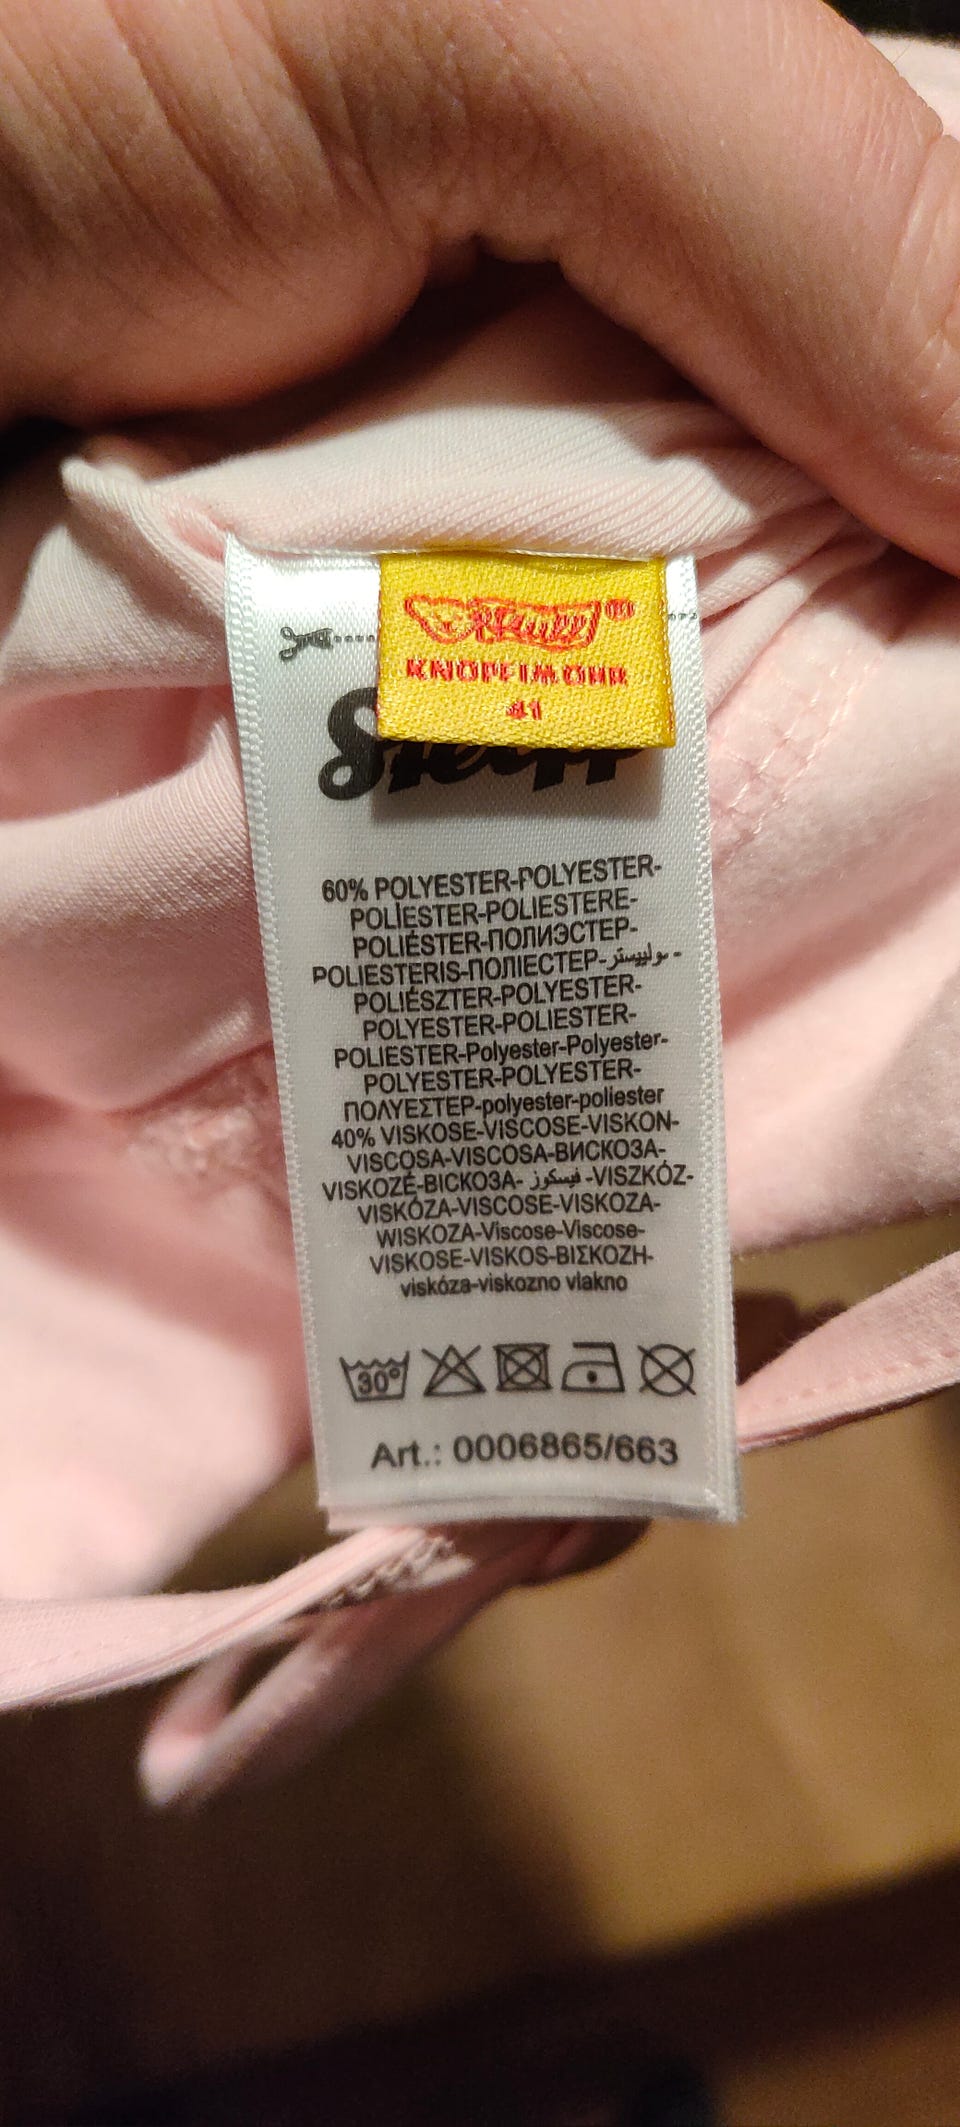 Steiff®
KNOPF IM OHR
41
Steiff
60% POLYESTER-POLYESTER-
POLİESTER-POLIESTERE-
POLIÉSTER-ПОЛИЭСТЕР-
POLIESTERIS-ПОЛІЕСТЕР-بوليستر-
POLIÉSZTER-POLYESTER-
POLYESTER-POLIESTER-
POLIESTER-Polyester-Polyester-
POLYESTER-POLYESTER-
ΠΟΛΥΕΣΤΕΡ-polyester-poliester
40% VISKOSE-VISCOSE-VISKON-
VISCOSA-VISCOSA-ВИСКОЗА-
VISKOZĖ-ВІСКОЗА- فيسكوز -VISZKÓZ-
VISKÓZA-VISCOSE-VISKOZA-
WISKOZA-Viscose-Viscose-
VISKOSE-VISKOS-ΒΙΣΚΟΖΗ-
viskóza-viskozno vlakno
30°
Art.: 0006865/663